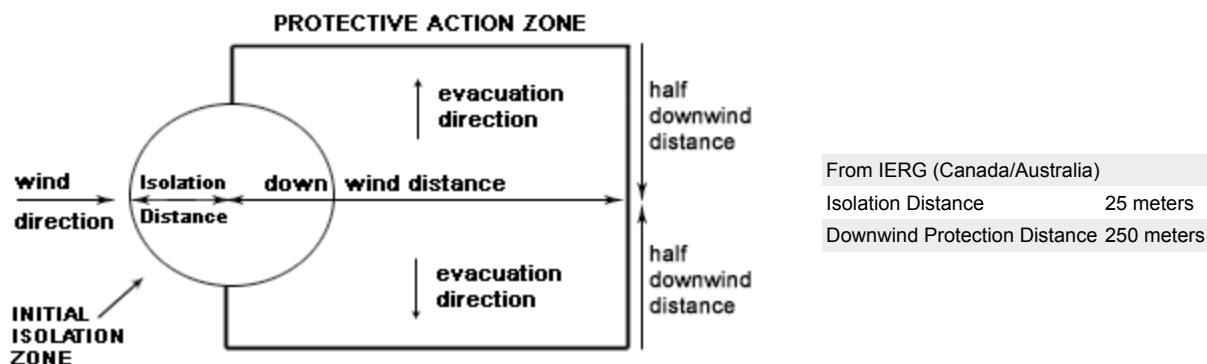 PROTECTIVE ACTION ZONE
evacuation
direction
half
downwind
distance
wind
direction
Isolation
Distance
down wind distance
evacuation
direction
half
downwind
distance
INITIAL
ISOLATION
ZONE
From IERG (Canada/Australia)
Isolation Distance 25 meters
Downwind Protection Distance 250 meters